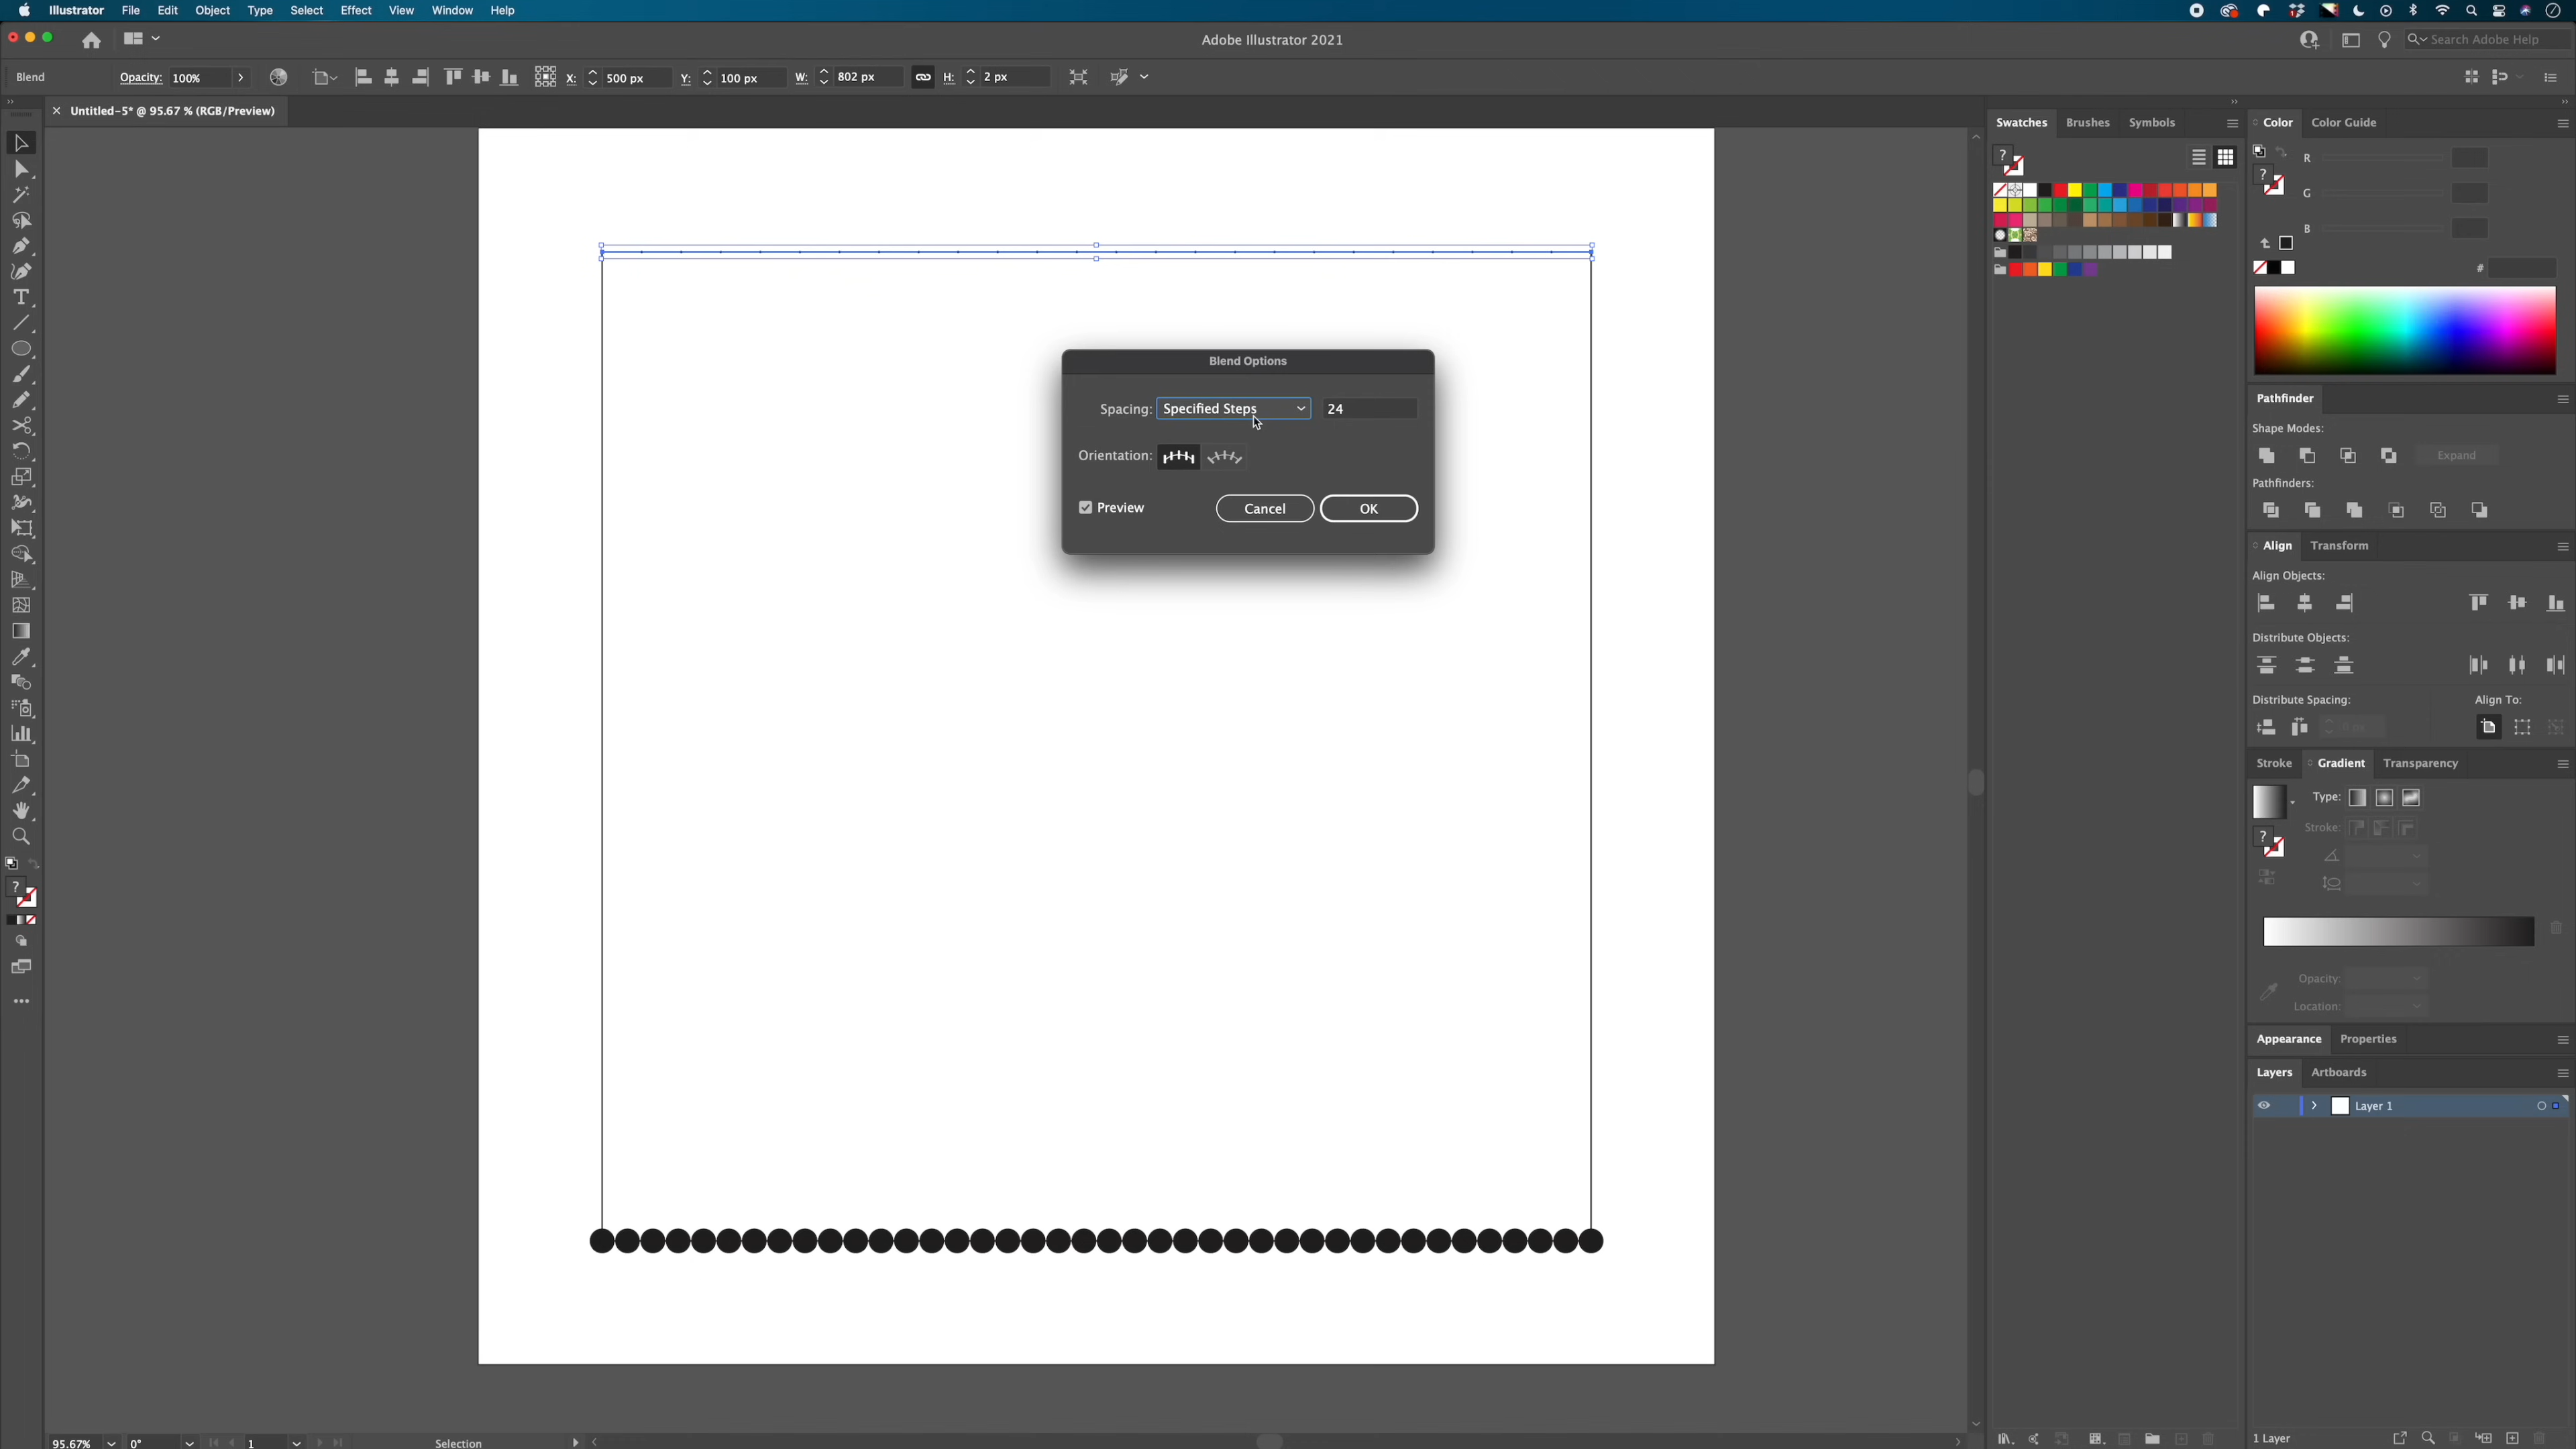 Illustrator File Edit Object Type Select Effect View Window Help
Adobe Illustrator 2021
Search Adobe Help
Blend Opacity: 100% X: 500 px Y: 100 px W: 802 px H: 2 px
Untitled-5* @ 95.67 % (RGB/Preview)
Swatches Brushes Symbols
Color Color Guide
R
G
B
#
Blend Options
Spacing: Specified Steps 24
Orientation:
Preview Cancel OK
Pathfinder
Shape Modes:
Expand
Pathfinders:
Align Transform
Align Objects:
Distribute Objects:
Distribute Spacing: Align To:
Stroke Gradient Transparency
Type:
Stroke:
Opacity:
Location:
Appearance Properties
Layers Artboards
Layer 1
95.67% 0° 1 Selection
1 Layer